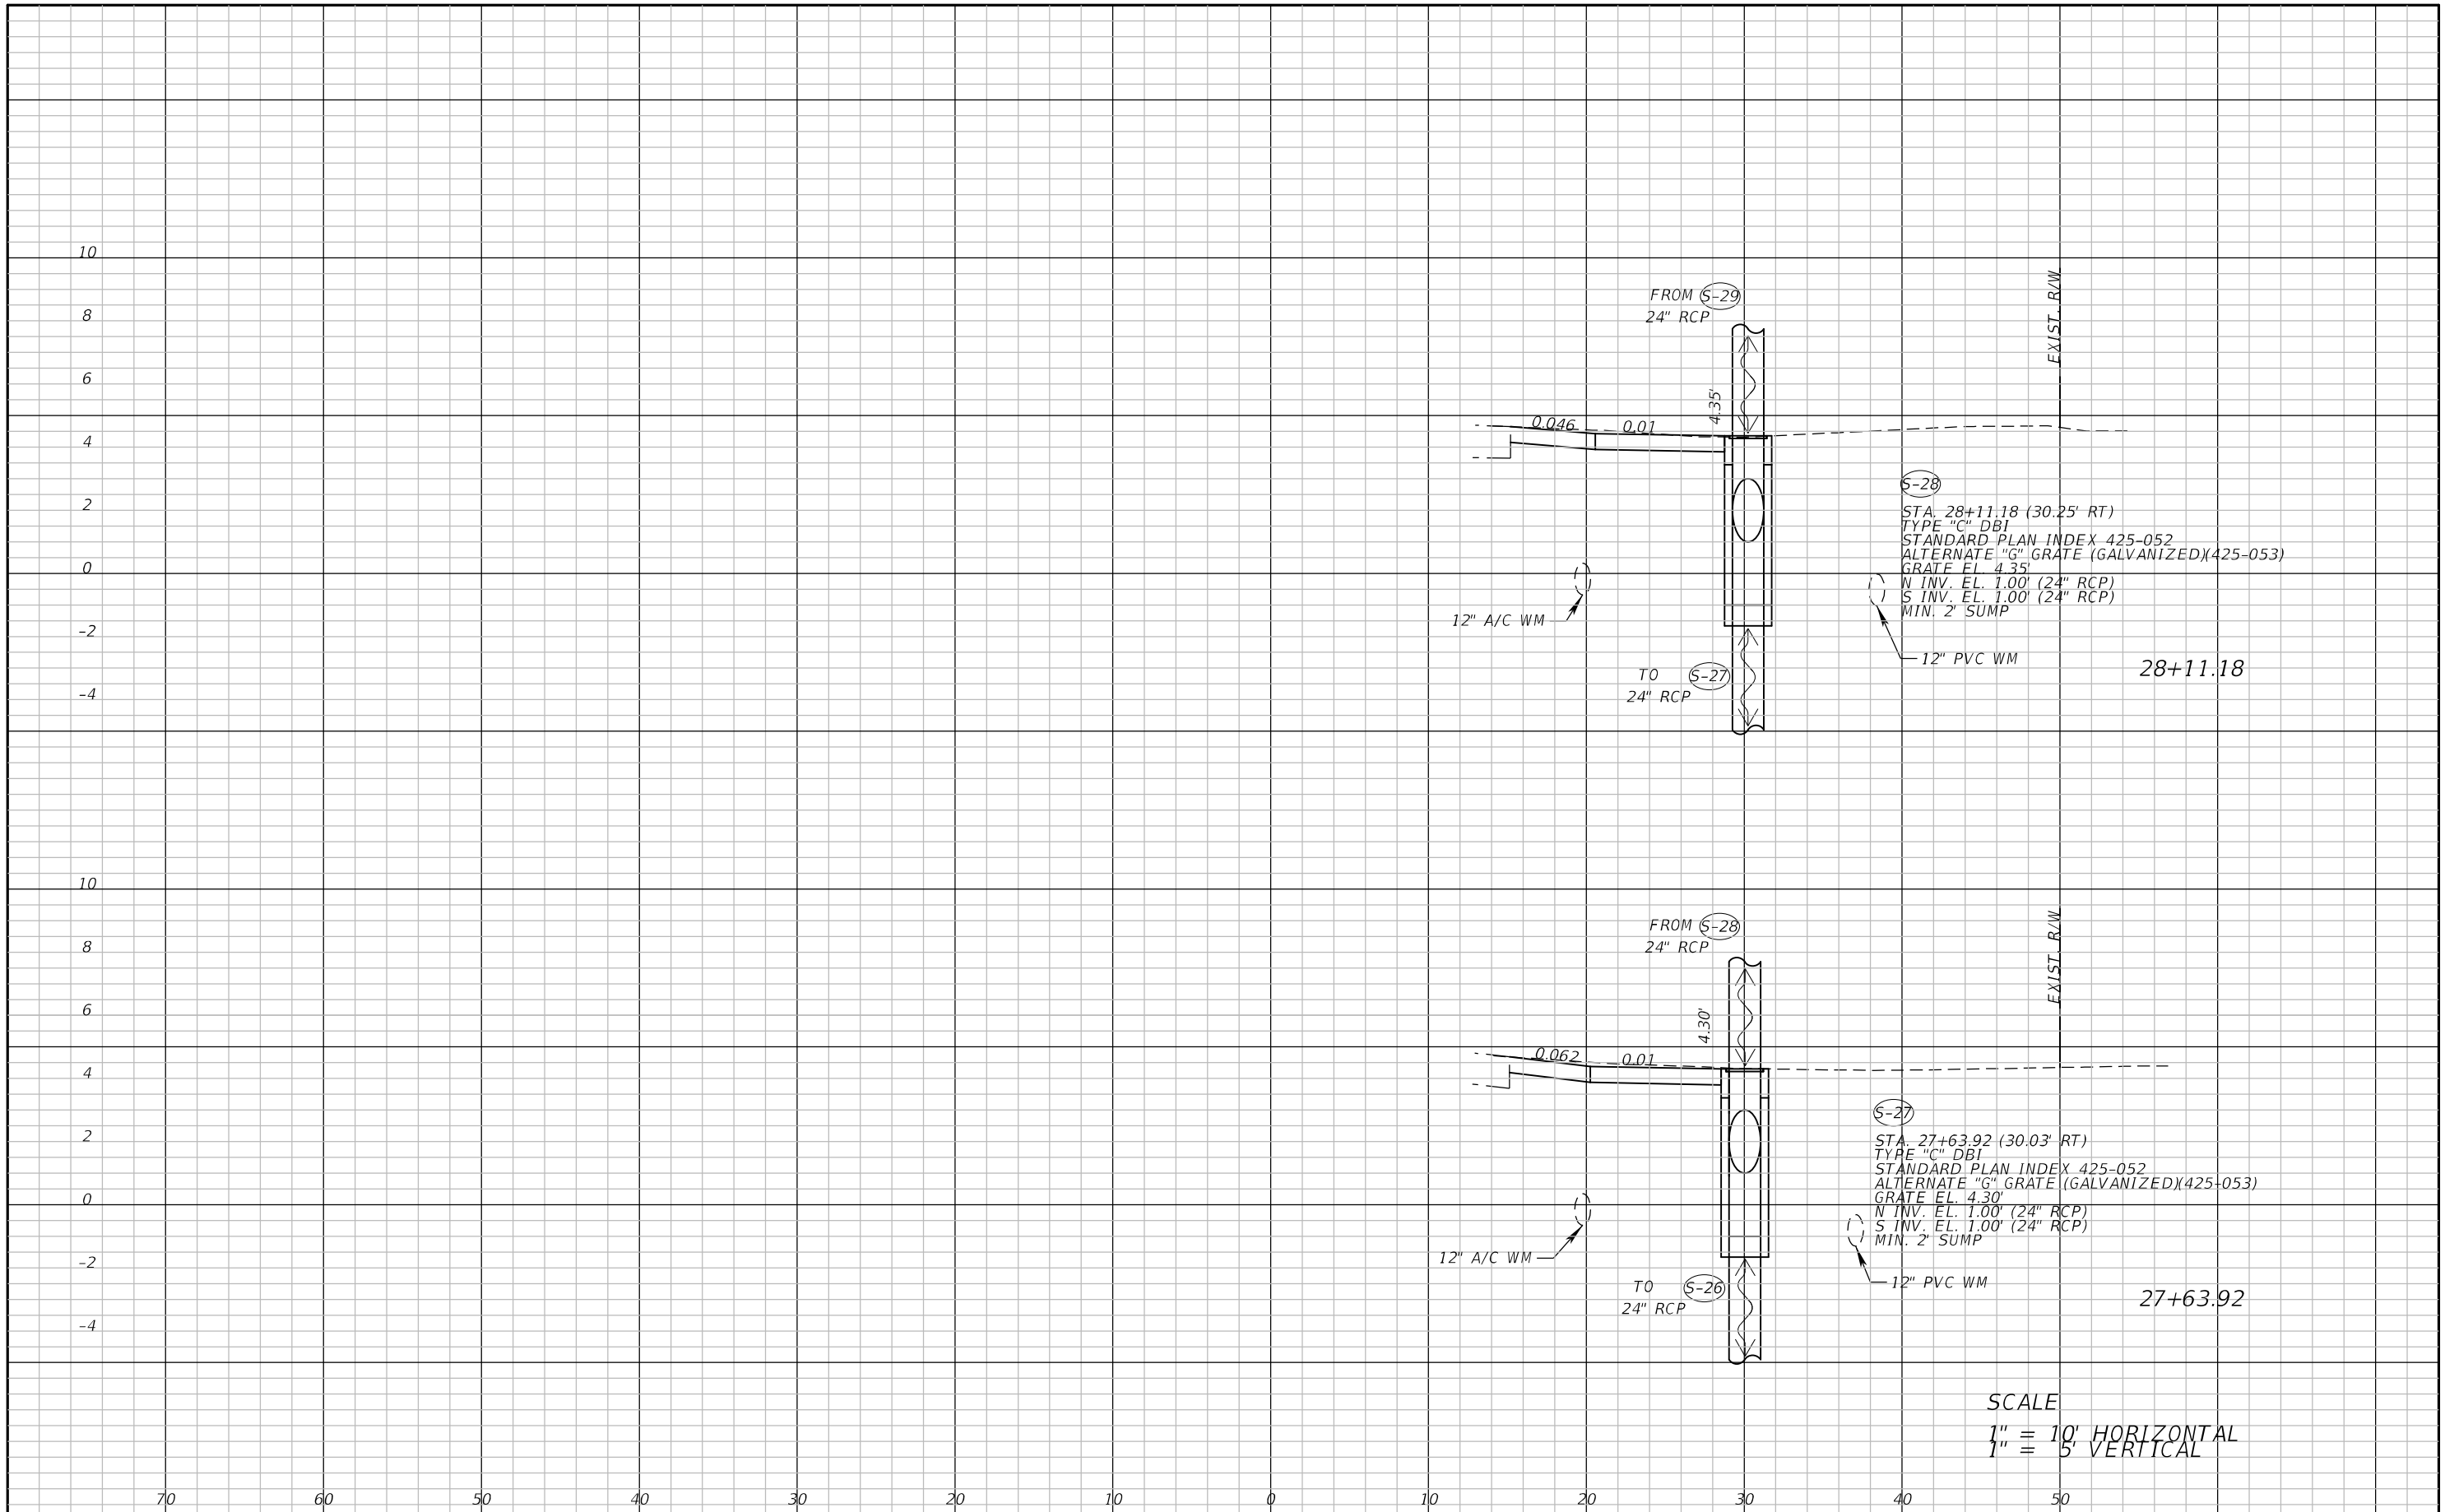 10
8
6
4
2
0
-2
-4
FROM S-29
24" RCP
4.35'
EXIST. R/W
0.046
0.01
S-28
STA. 28+11.18 (30.25' RT)
TYPE "C" DBI
STANDARD PLAN INDEX 425-052
ALTERNATE "G" GRATE (GALVANIZED)(425-053)
GRATE EL. 4.35'
N INV. EL. 1.00' (24" RCP)
S INV. EL. 1.00' (24" RCP)
MIN. 2' SUMP
12" A/C WM
12" PVC WM
28+11.18
TO S-27
24" RCP
10
8
6
4
2
0
-2
-4
FROM S-28
24" RCP
4.30'
EXIST. R/W
0.062
0.01
S-27
STA. 27+63.92 (30.03' RT)
TYPE "C" DBI
STANDARD PLAN INDEX 425-052
ALTERNATE "G" GRATE (GALVANIZED)(425-053)
GRATE EL. 4.30'
N INV. EL. 1.00' (24" RCP)
S INV. EL. 1.00' (24" RCP)
MIN. 2' SUMP
12" A/C WM
12" PVC WM
27+63.92
TO S-26
24" RCP
SCALE
1" = 10' HORIZONTAL
1" = 5' VERTICAL
70 60 50 40 30 20 10 0 10 20 30 40 50